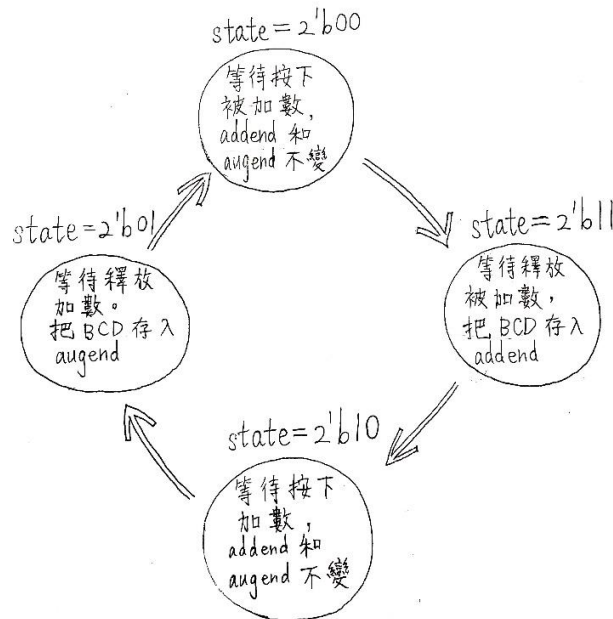 state=2'b00
等待按下
被加數,
addend 和
augend 不變
state=2'b11
等待釋放
被加數,
把 BCD 存入
addend
state=2'b10
等待按下
加數,
addend 和
augend 不變
state=2'b01
等待釋放
加數。
把 BCD 存入
augend